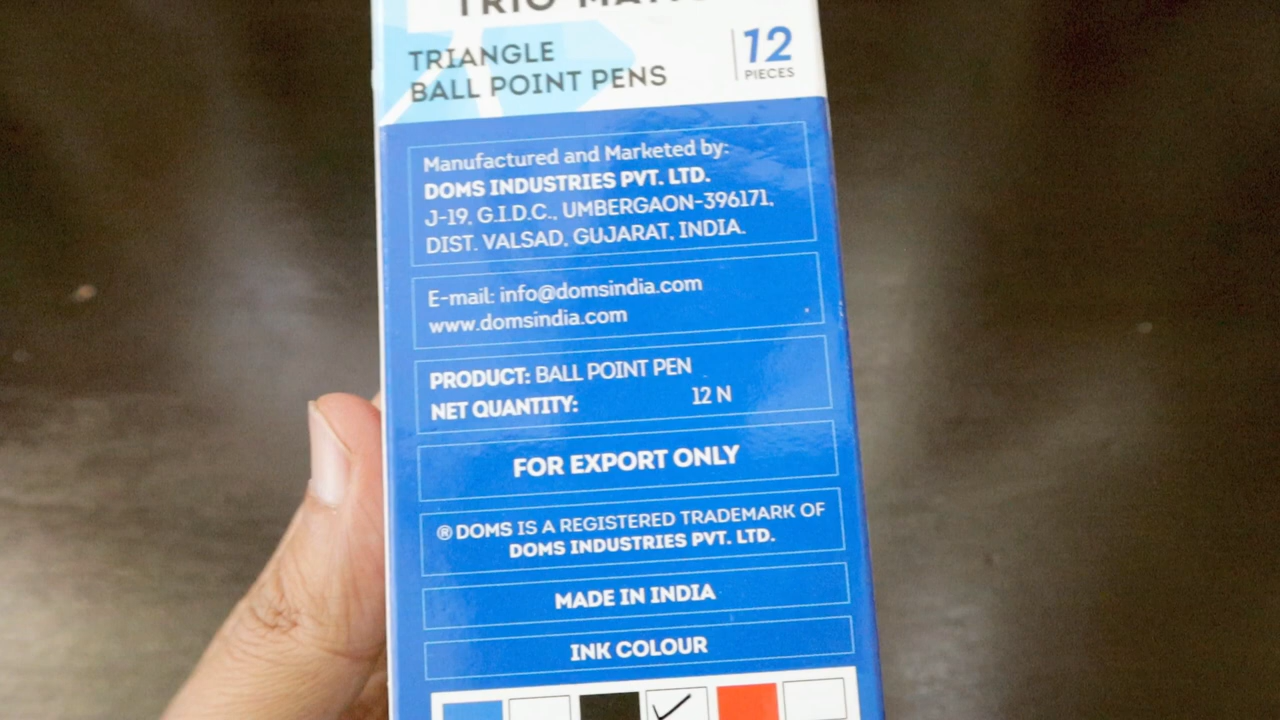 TRIO
TRIANGLE
BALL POINT PENS
12
PIECES
Manufactured and Marketed by:
DOMS INDUSTRIES PVT. LTD.
J-19, G.I.D.C., UMBERGAON-396171,
DIST. VALSAD, GUJARAT, INDIA.
E-mail: info@domsindia.com
www.domsindia.com
PRODUCT: BALL POINT PEN
NET QUANTITY: 12 N
FOR EXPORT ONLY
® DOMS IS A REGISTERED TRADEMARK OF
DOMS INDUSTRIES PVT. LTD.
MADE IN INDIA
INK COLOUR